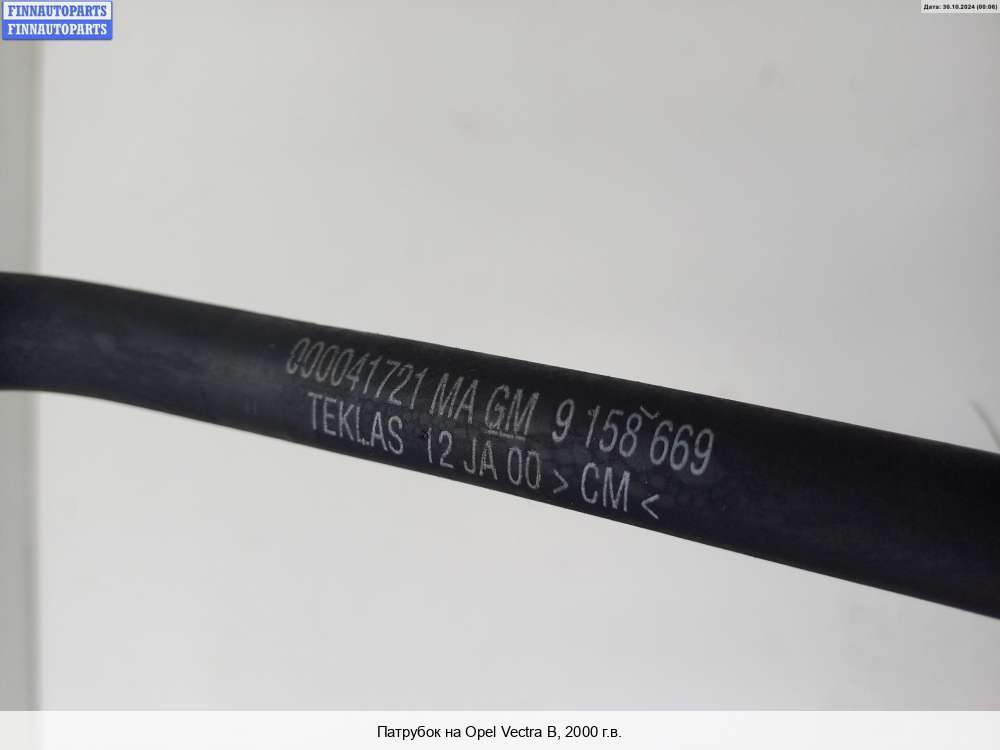 FINNAUTOPARTS
FINNAUTOPARTS
Дата: 30.10.2024 (00:06)
000041721 MA GM 9 158 669
TEKLAS 12 JA 00 > CM <
Патрубок на Opel Vectra B, 2000 г.в.